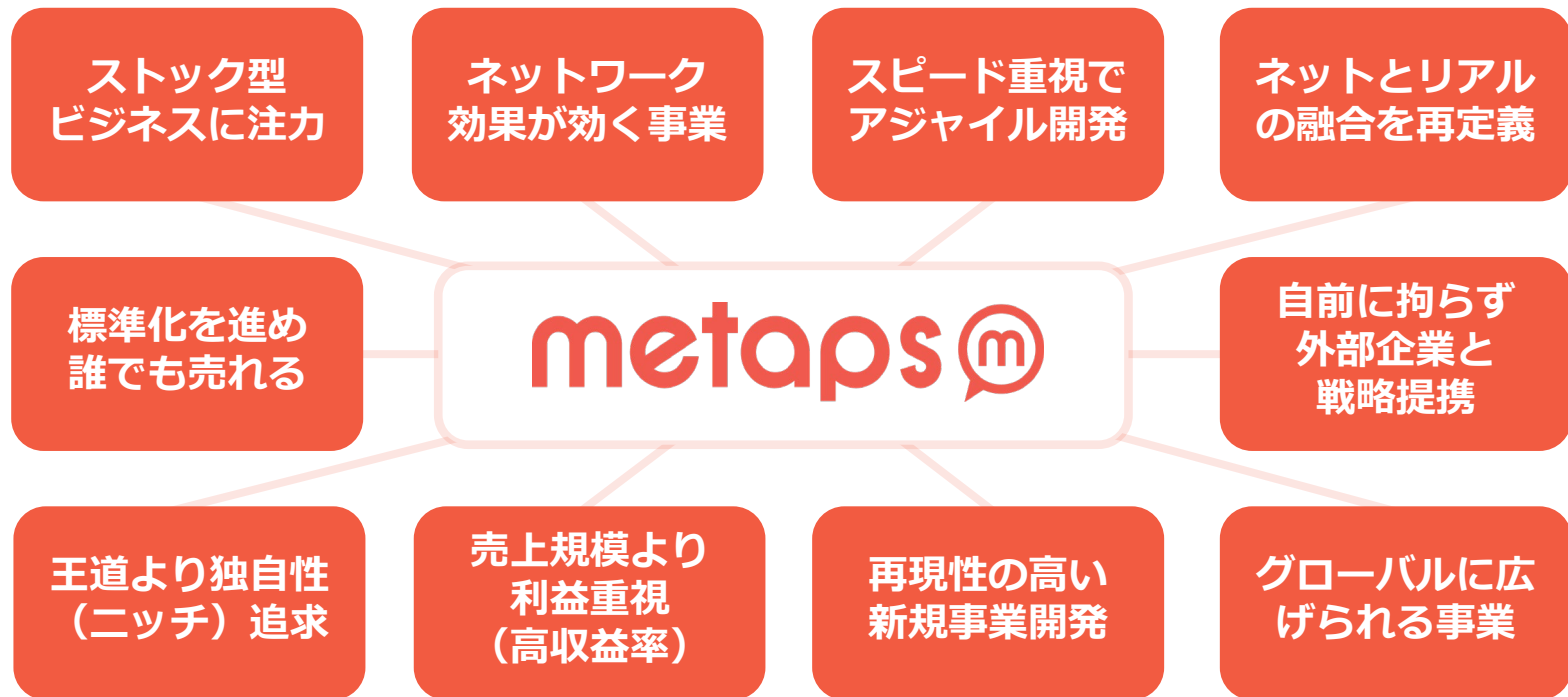 ストック型
ビジネスに注力
ネットワーク
効果が効く事業
スピード重視で
アジャイル開発
ネットとリアル
の融合を再定義
標準化を進め
誰でも売れる
metaps m
自前に拘らず
外部企業と
戦略提携
王道より独自性
（ニッチ）追求
売上規模より
利益重視
（高収益率）
再現性の高い
新規事業開発
グローバルに広
げられる事業